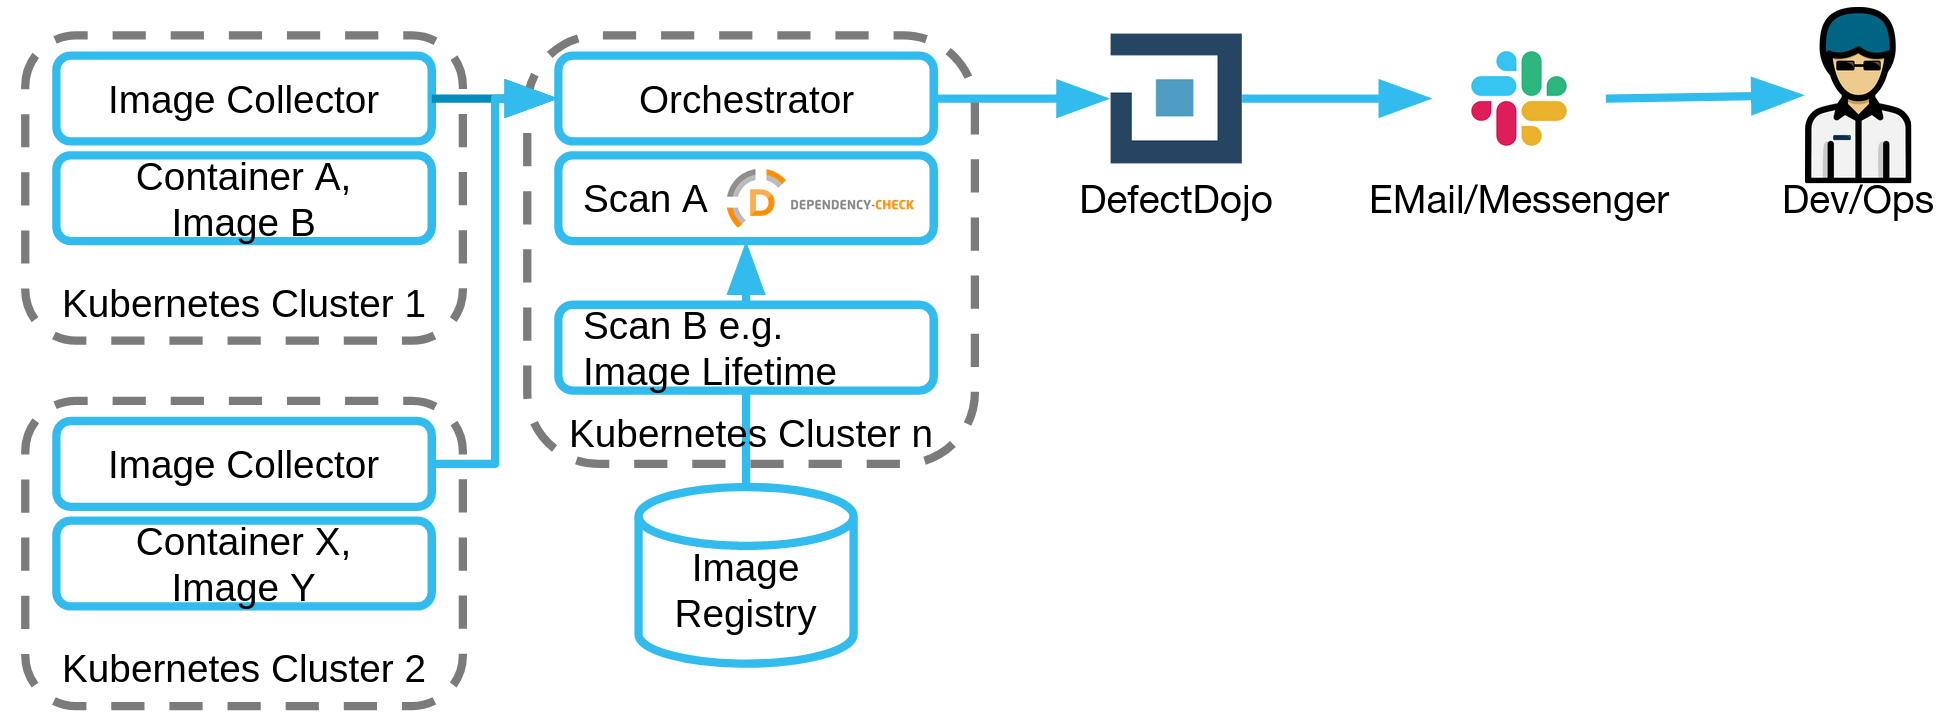 Image Collector
Container A,
Image B
Kubernetes Cluster 1
Image Collector
Container X,
Image Y
Kubernetes Cluster 2
Orchestrator
Scan A
D
DEPENDENCY-CHECK
Scan B e.g.
Image Lifetime
Kubernetes Cluster n
Image
Registry
DefectDojo
EMail/Messenger
Dev/Ops